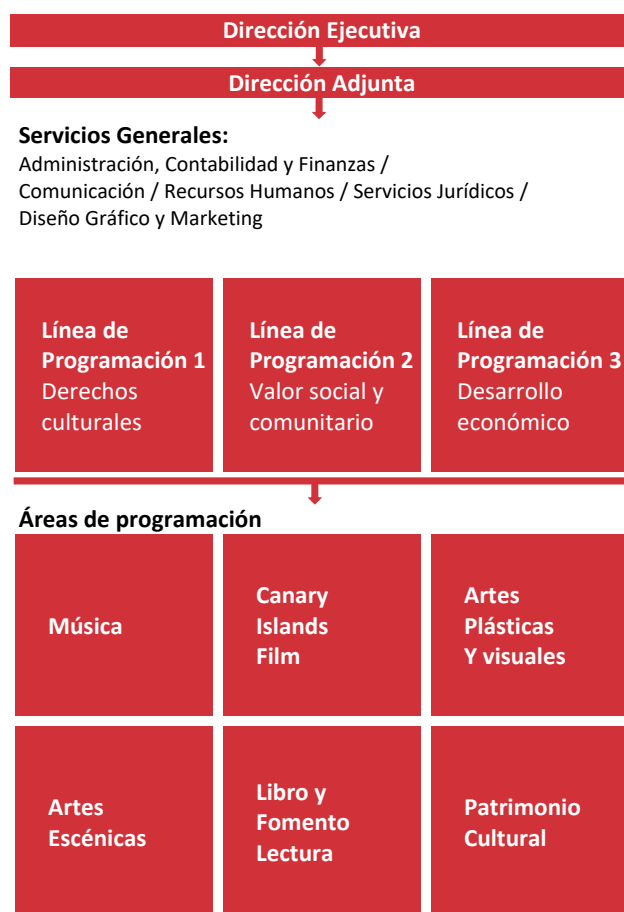 Dirección Ejecutiva
Dirección Adjunta
Servicios Generales:
Administración, Contabilidad y Finanzas /
Comunicación / Recursos Humanos / Servicios Jurídicos /
Diseño Gráfico y Marketing
Línea de
Programación 1
Derechos
culturales
Línea de
Programación 2
Valor social y
comunitario
Línea de
Programación 3
Desarrollo
económico
Áreas de programación
Música
Canary
Islands
Film
Artes
Plásticas
Y visuales
Artes
Escénicas
Libro y
Fomento
Lectura
Patrimonio
Cultural